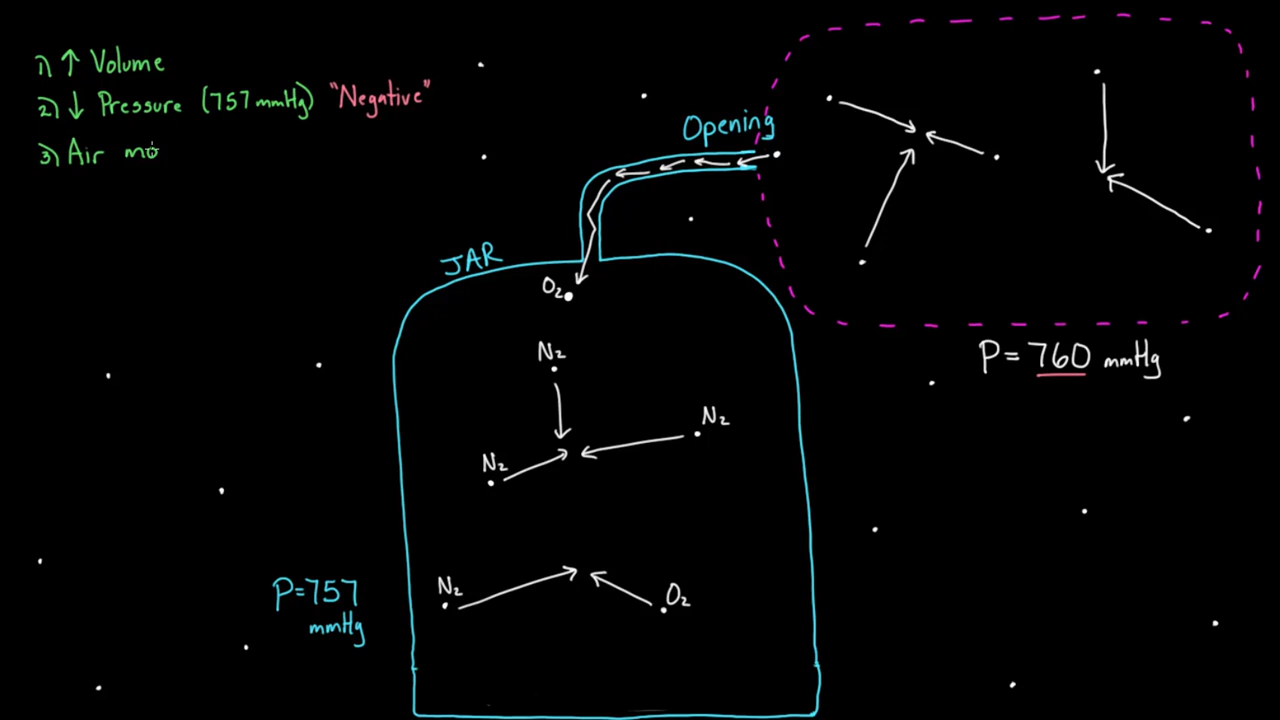 1) ↑ Volume
2) ↓ Pressure (757 mmHg) "Negative"
3) Air mo
Opening
JAR
O₂
N₂
N₂
N₂
N₂
O₂
P=757
mmHg
P= 760 mmHg